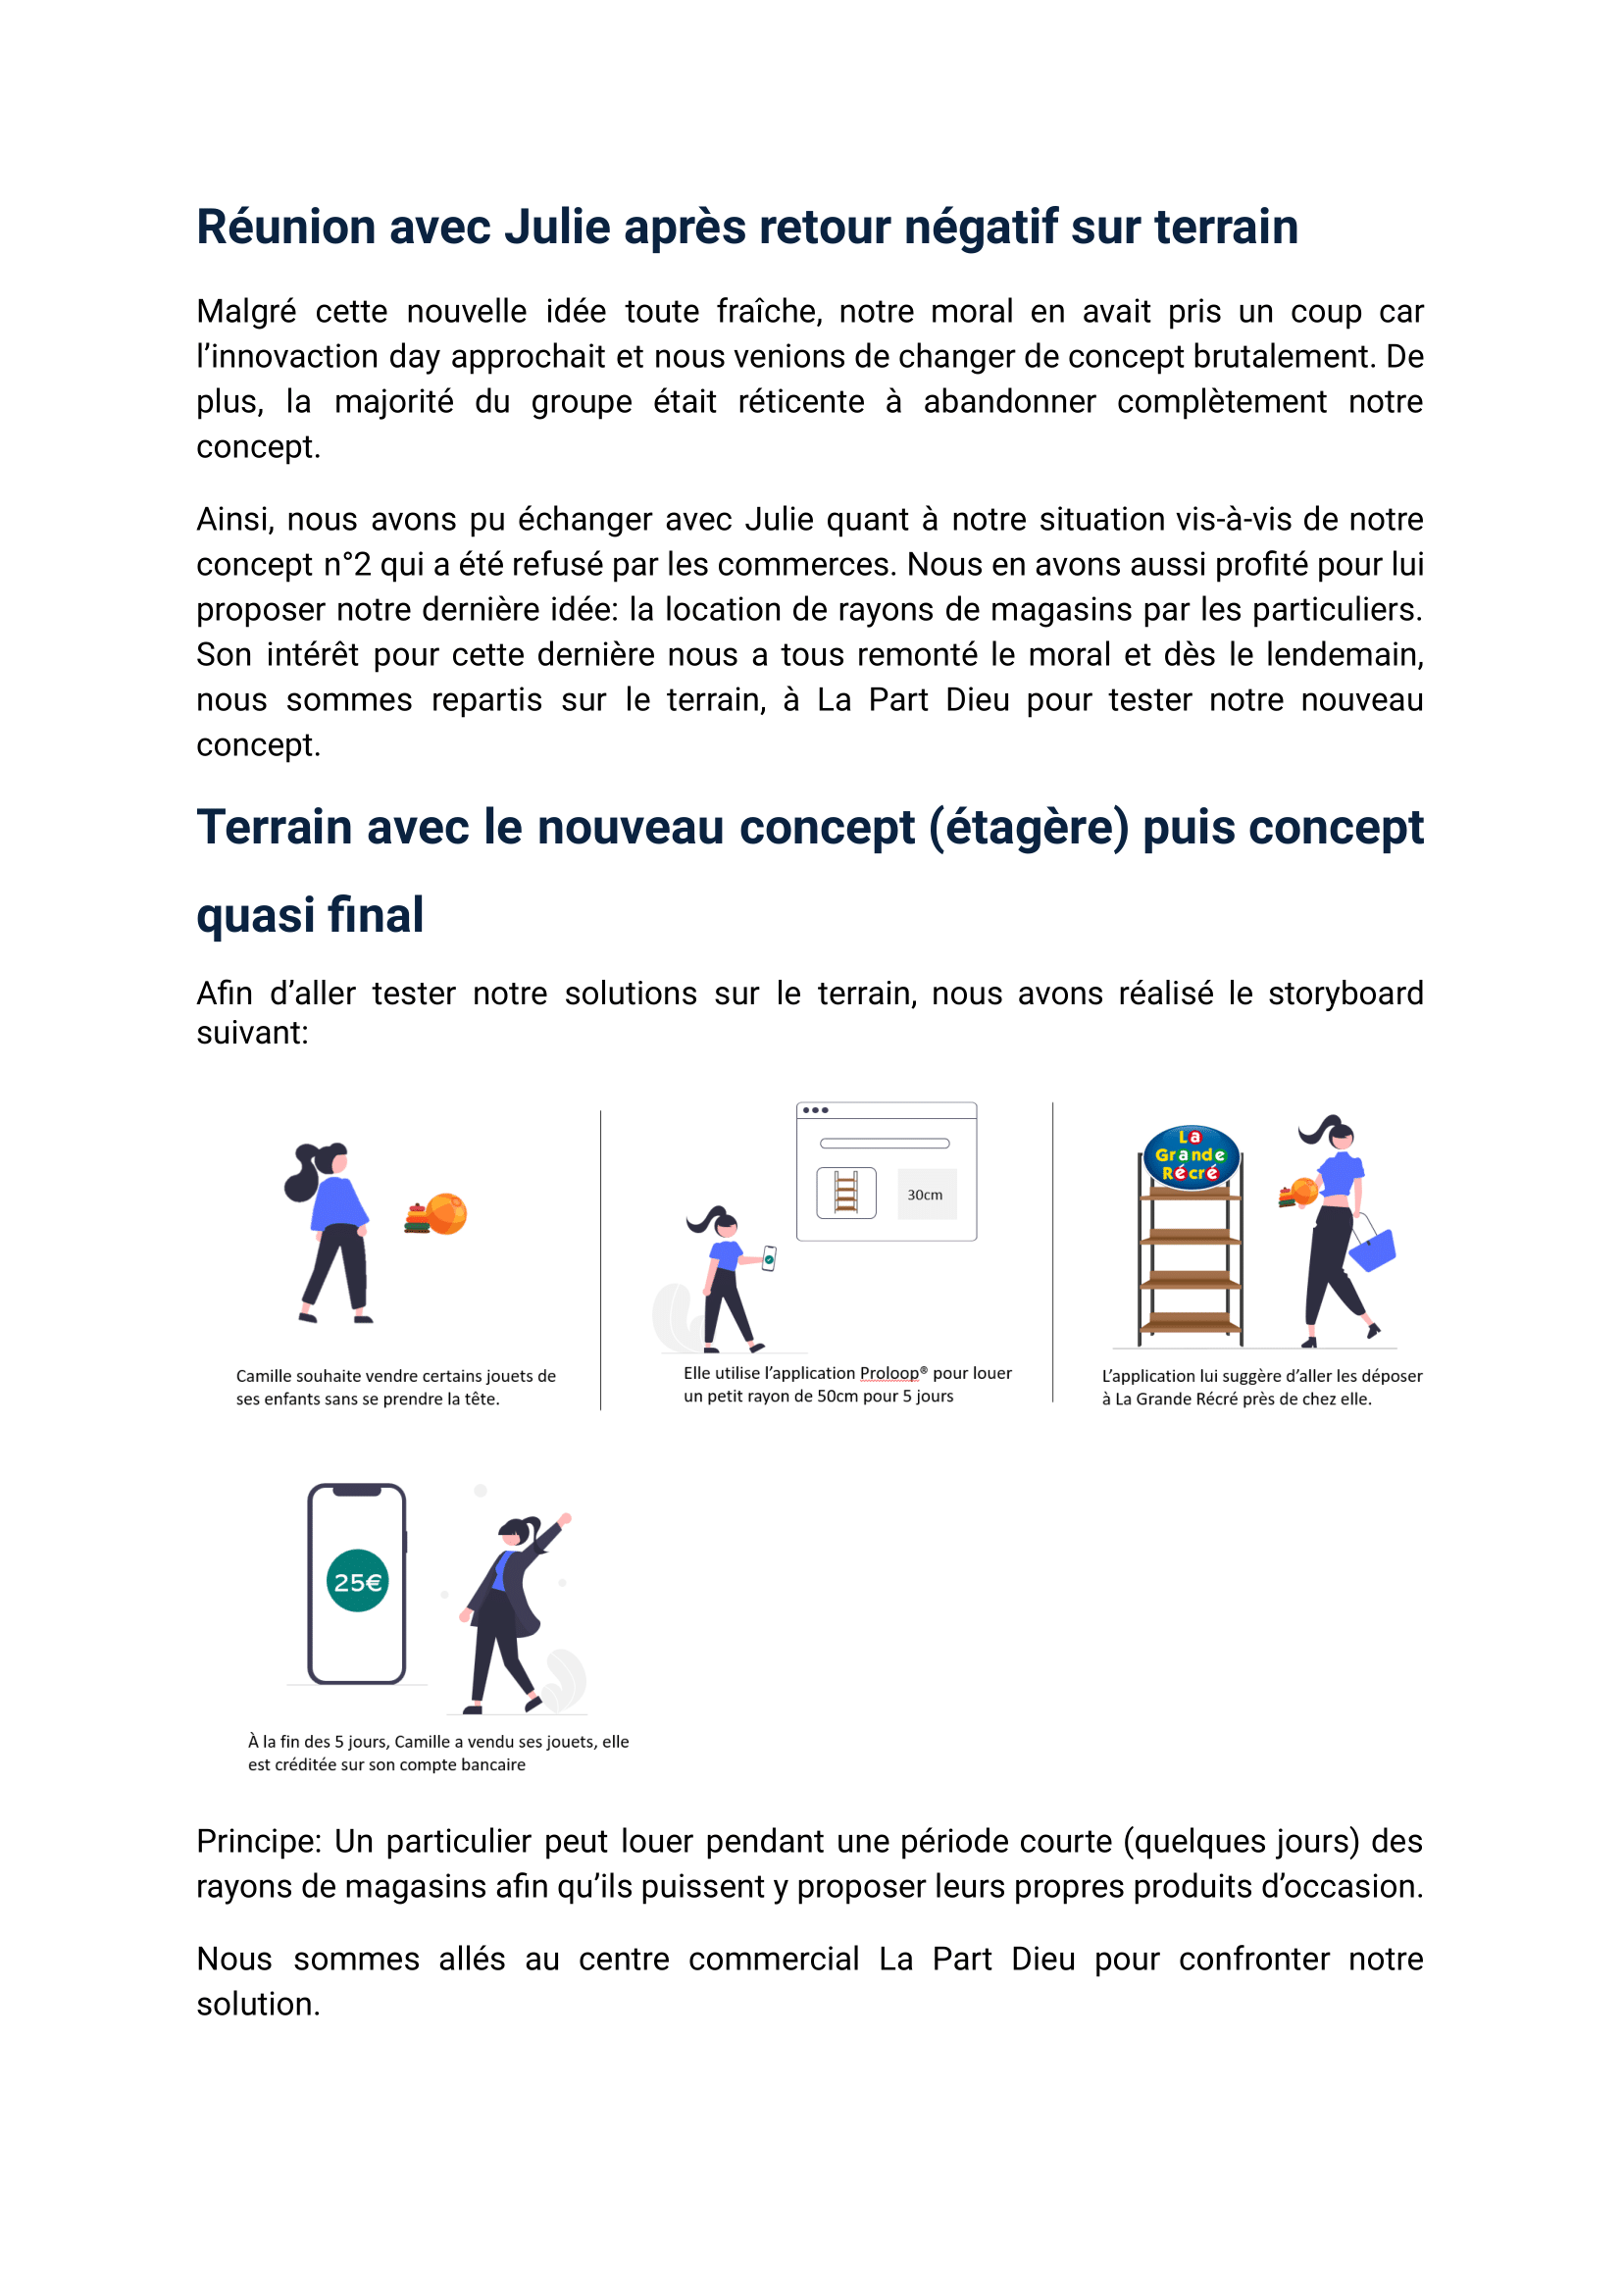 Réunion avec Julie après retour négatif sur terrain
Malgré cette nouvelle idée toute fraîche, notre moral en avait pris un coup car
l’innovaction day approchait et nous venions de changer de concept brutalement. De
plus, la majorité du groupe était réticente à abandonner complètement notre
concept.
Ainsi, nous avons pu échanger avec Julie quant à notre situation vis-à-vis de notre
concept n°2 qui a été refusé par les commerces. Nous en avons aussi profité pour lui
proposer notre dernière idée: la location de rayons de magasins par les particuliers.
Son intérêt pour cette dernière nous a tous remonté le moral et dès le lendemain,
nous sommes repartis sur le terrain, à La Part Dieu pour tester notre nouveau
concept.
Terrain avec le nouveau concept (étagère) puis concept
quasi final
Afin d’aller tester notre solutions sur le terrain, nous avons réalisé le storyboard
suivant:
Camille souhaite vendre certains jouets de
ses enfants sans se prendre la tête.
30cm
Elle utilise l’application Proloop® pour louer
un petit rayon de 50cm pour 5 jours
La
Grande
Récré
L’application lui suggère d’aller les déposer
à La Grande Récré près de chez elle.
25€
À la fin des 5 jours, Camille a vendu ses jouets, elle
est créditée sur son compte bancaire
Principe: Un particulier peut louer pendant une période courte (quelques jours) des
rayons de magasins afin qu’ils puissent y proposer leurs propres produits d’occasion.
Nous sommes allés au centre commercial La Part Dieu pour confronter notre
solution.